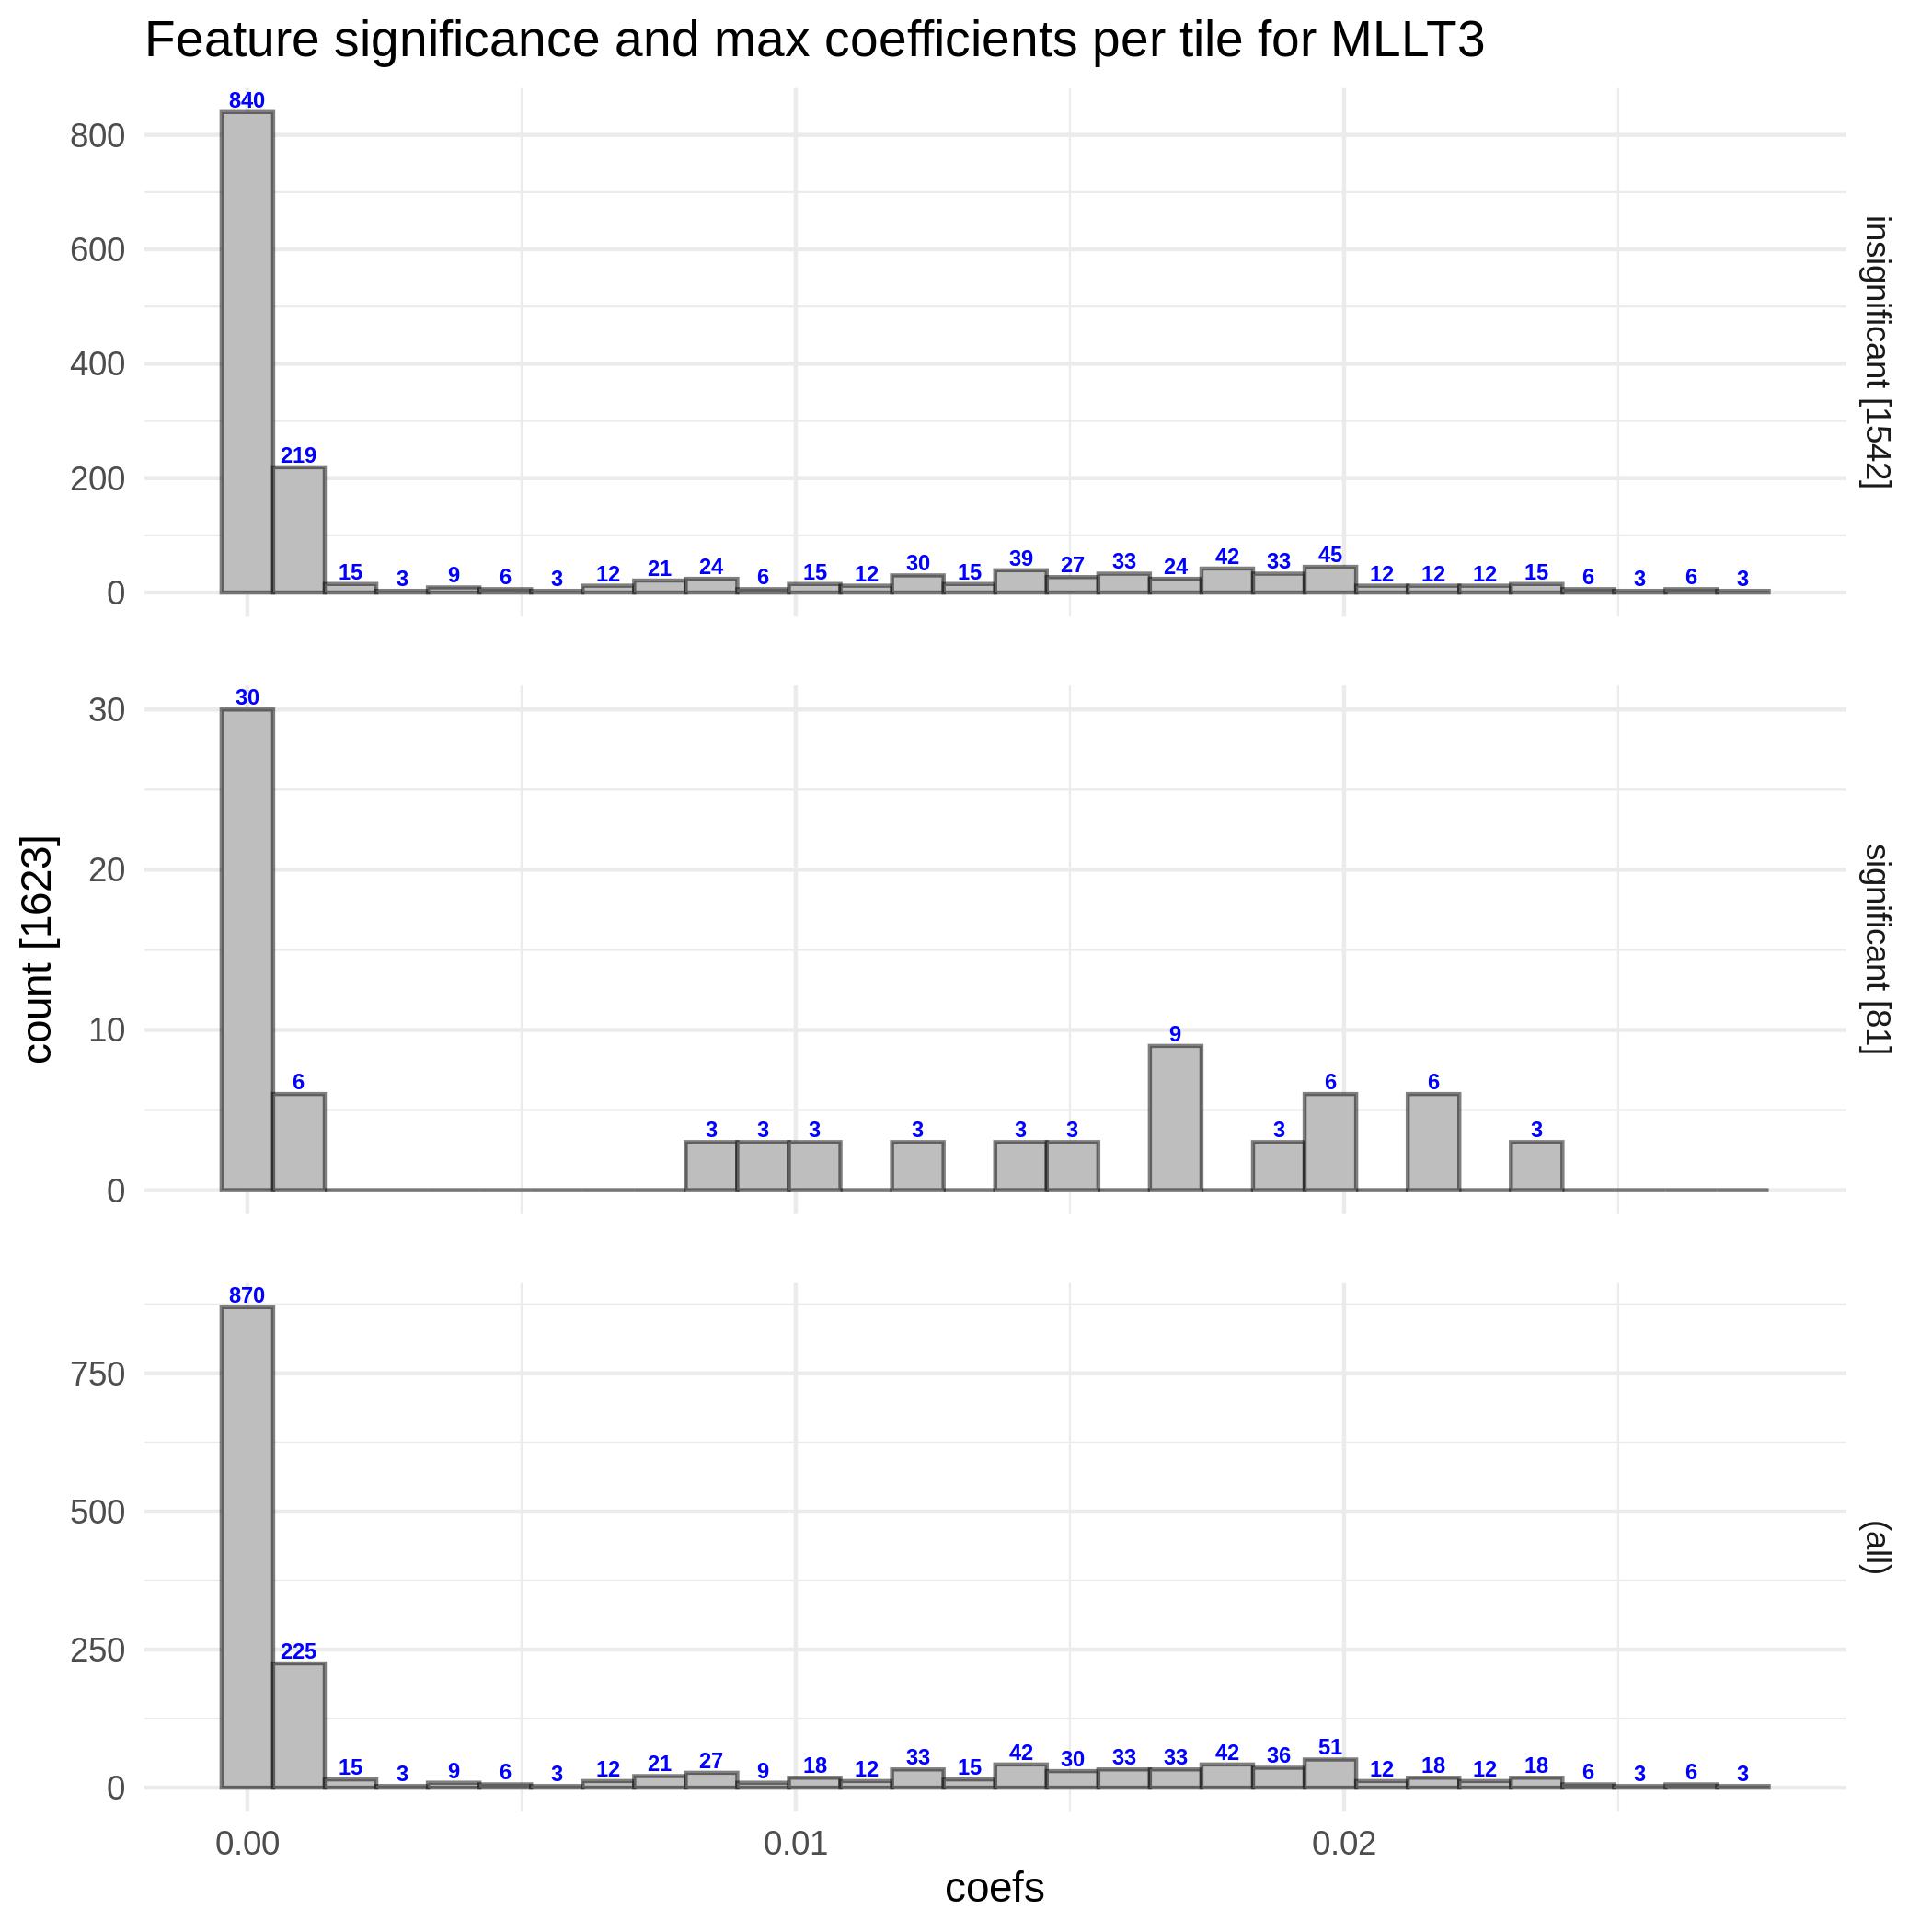 Feature significance and max coefficients per tile for MLLT3
840
800
600
400
219
200
15 3 9 6 3 12 21 24 6 15 12 30 15 39 27 33 24 42 33 45 12 12 12 15 6 3 6 3
0
insignificant [1542]
30
30
20
10
9
6 3 3 3 3 3 3 3 6 6 3
0
significant [81]
count [1623]
870
750
500
250
225
15 3 9 6 3 12 21 27 9 18 12 33 15 42 30 33 33 42 36 51 12 18 12 18 6 3 6 3
0
(all)
0.00 0.01 0.02
coefs